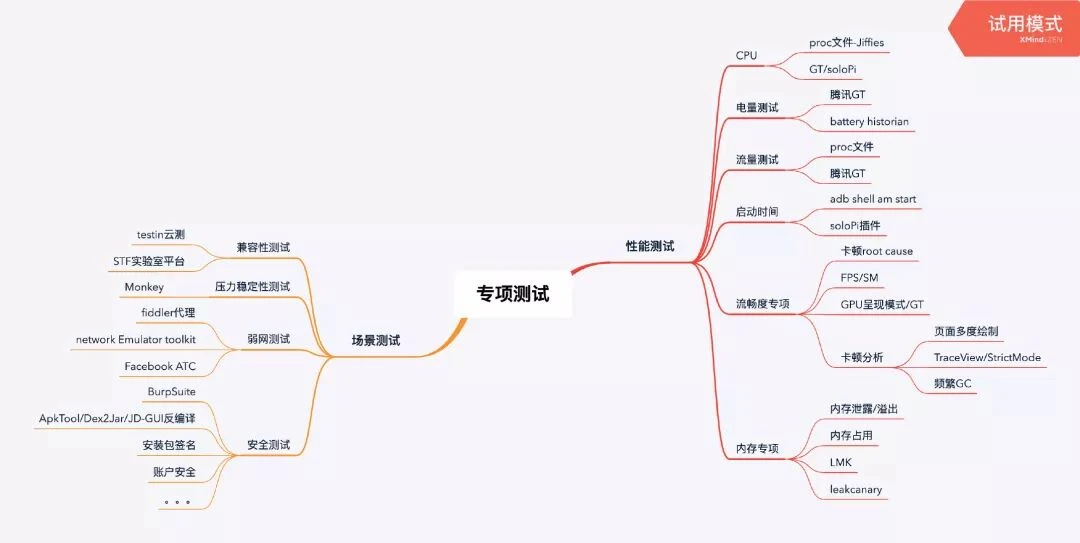 试用模式
XMind:ZEN
专项测试
性能测试
CPU
proc文件-Jiffies
GT/soloPi
电量测试
腾讯GT
battery historian
流量测试
proc文件
腾讯GT
启动时间
adb shell am start
soloPi插件
流畅度专项
卡顿root cause
FPS/SM
GPU呈现模式/GT
卡顿分析
页面多度绘制
TraceView/StrictMode
频繁GC
内存专项
内存泄露/溢出
内存占用
LMK
leakcanary
场景测试
兼容性测试
testin云测
STF实验室平台
压力稳定性测试
Monkey
弱网测试
fiddler代理
network Emulator toolkit
Facebook ATC
安全测试
BurpSuite
ApkTool/Dex2Jar/JD-GUI反编译
安装包签名
账户安全
。。。